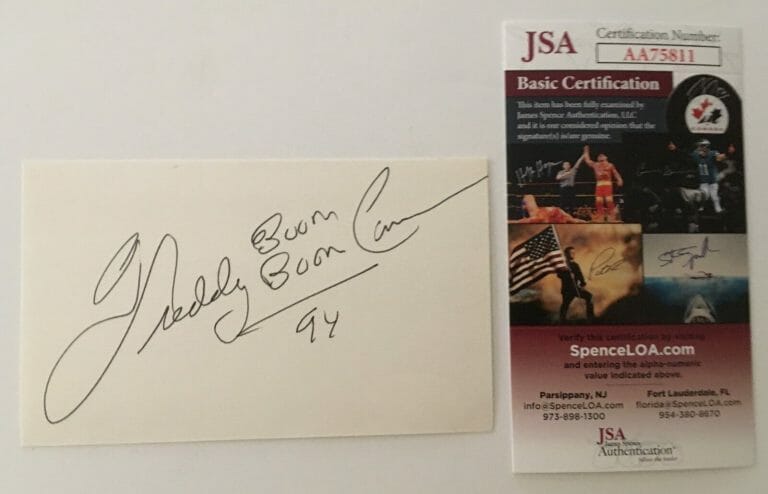 Freddy
Boom
Boom
Cannon
94
JSA
Certification Number:
AA75811
Basic Certification
This item has been fully examined by
James Spence Authentication, LLC
and it is our considered opinion that the
signature(s) is/are genuine.
CANADA
Verify this certification by visiting
SpenceLOA.com
and entering the alpha-numeric
value indicated above.
Parsippany, NJ
info@SpenceLOA.com
973-898-1300
Fort Lauderdale, FL
florida@SpenceLOA.com
954-380-8670
JSA
James Spence
Authentication